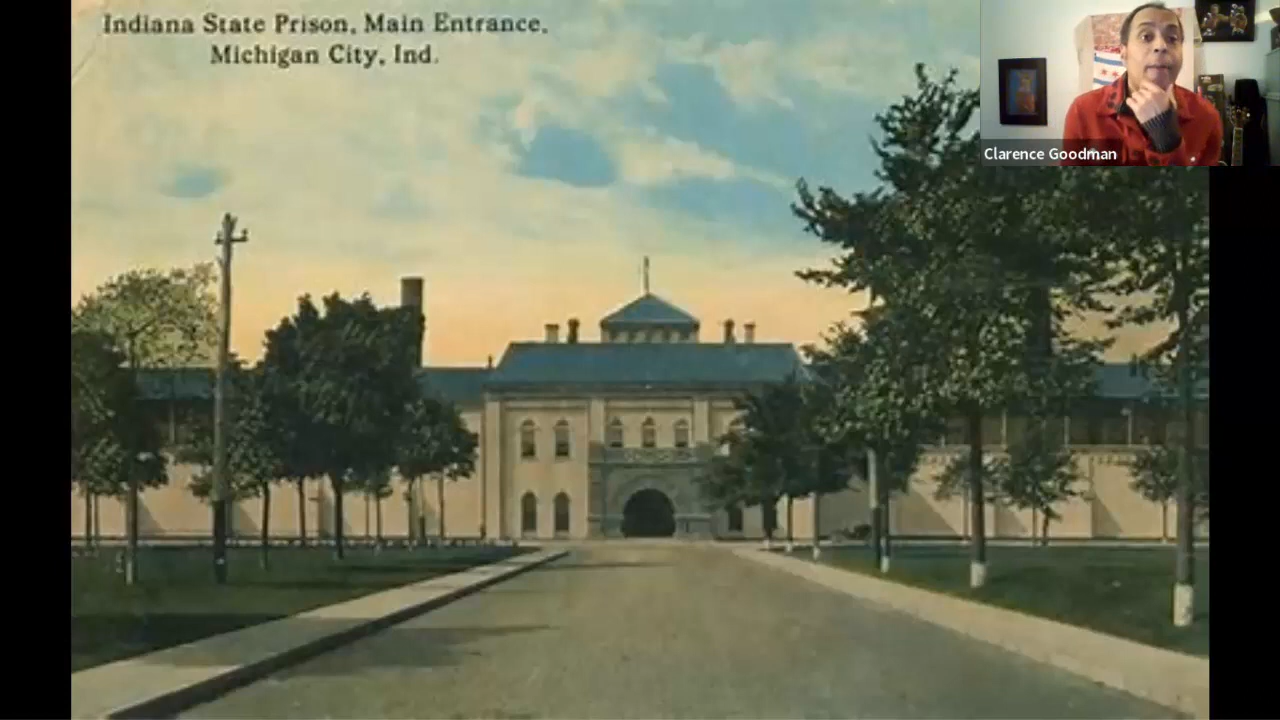 Indiana State Prison, Main Entrance,
Michigan City, Ind.
Clarence Goodman